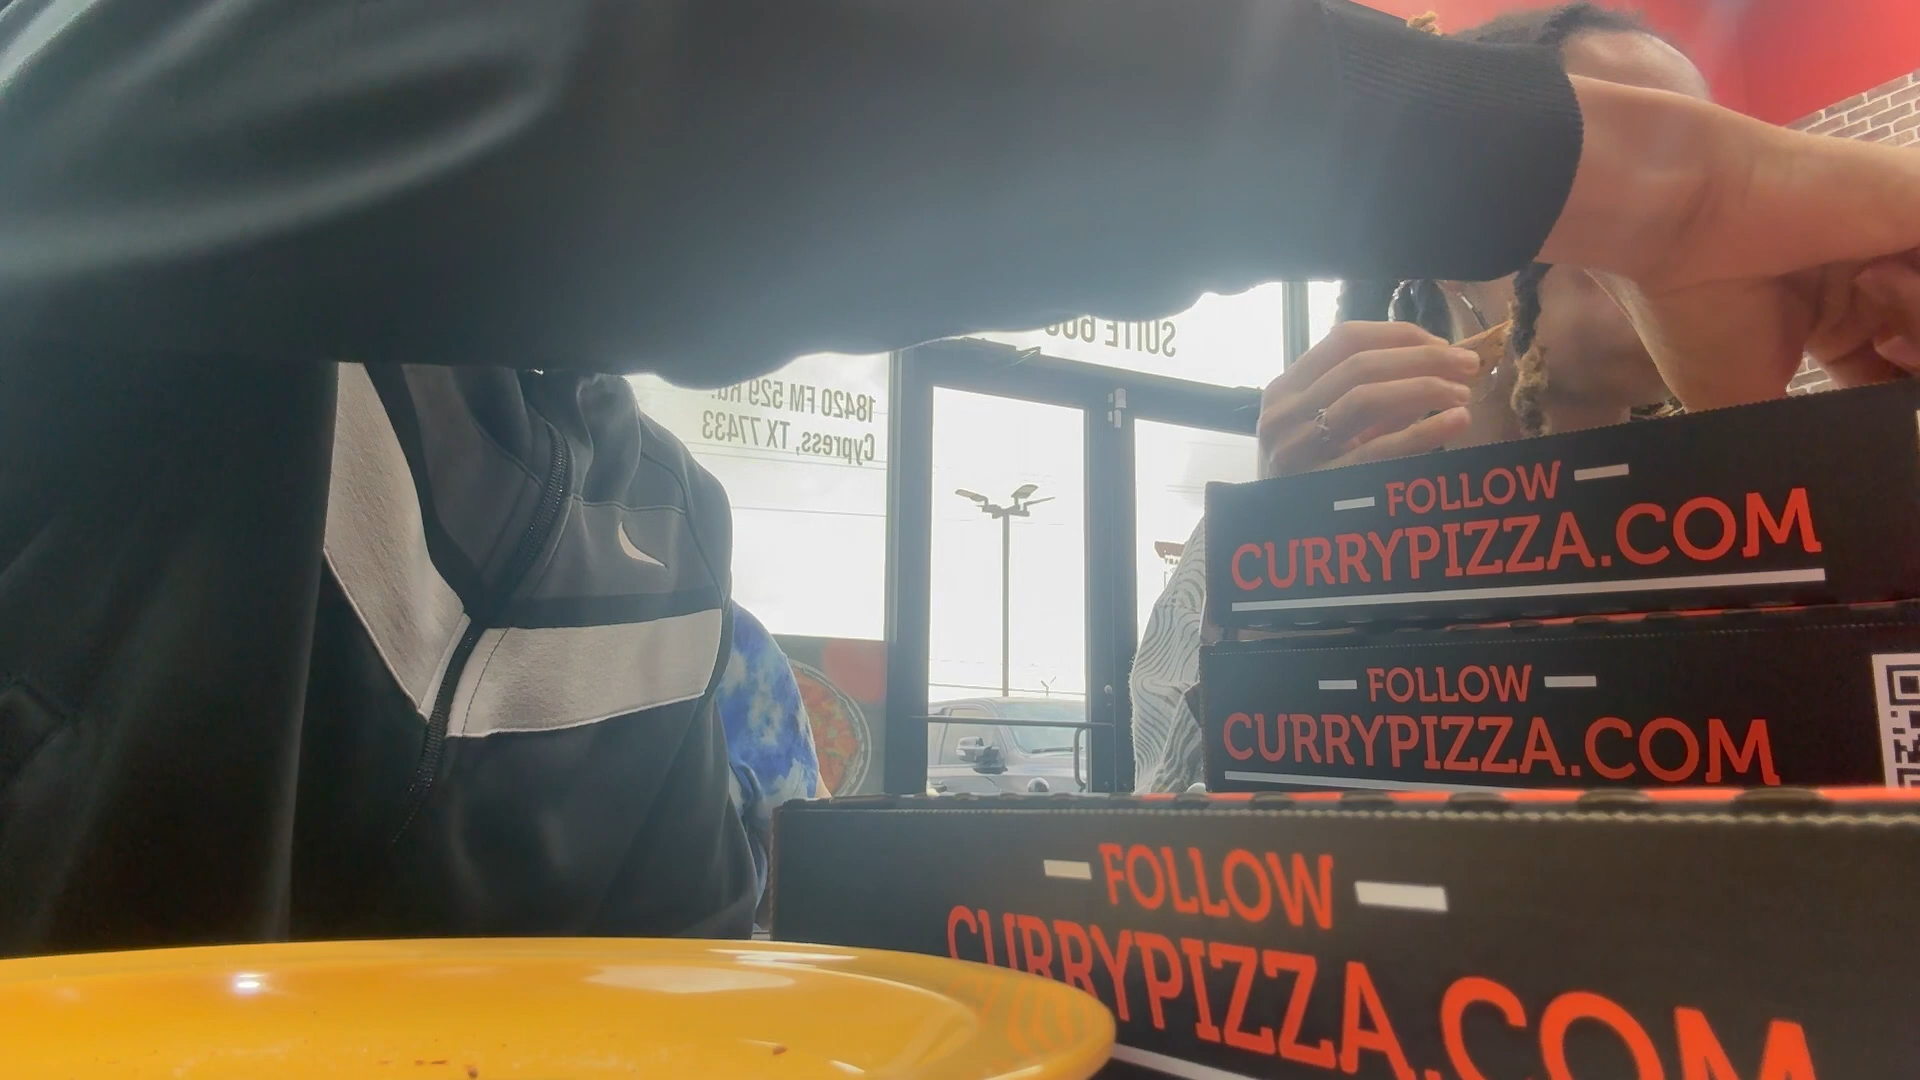 SUITE 600
18420 FM 529 Rd.
Cypress, TX 77433
FOLLOW
CURRYPIZZA.COM
FOLLOW
CURRYPIZZA.COM
FOLLOW
CURRYPIZZA.COM